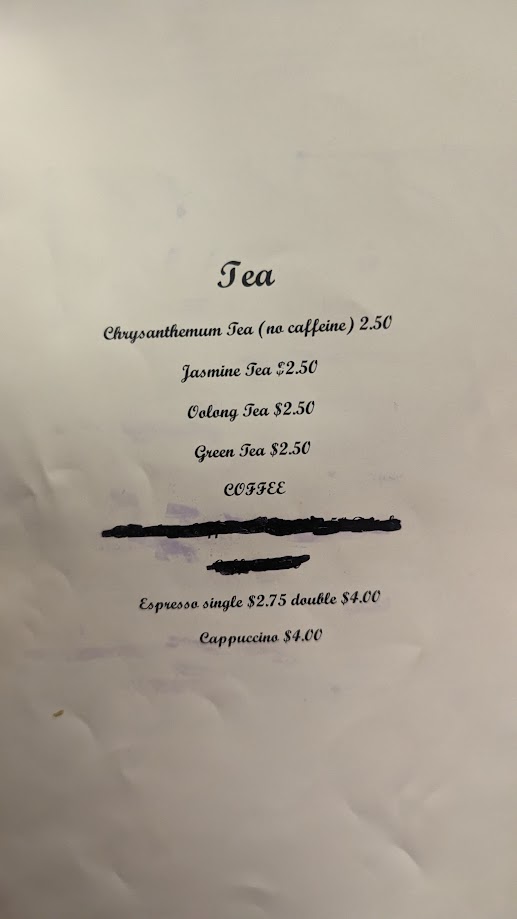 Tea
Chrysanthemum Tea (no caffeine) 2.50
Jasmine Tea $2.50
Oolong Tea $2.50
Green Tea $2.50
COFFEE
Espresso single $2.75 double $4.00
Cappuccino $4.00